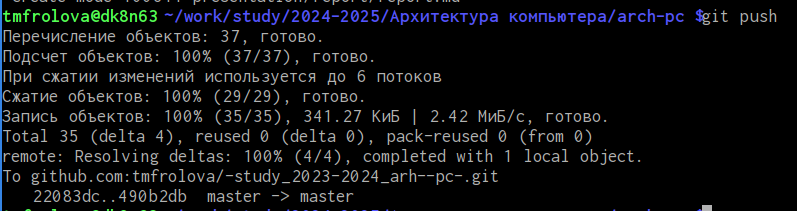 tmfrolova@dk8n63 ~/work/study/2024-2025/Архитектура компьютера/arch-pc $ git push
Перечисление объектов: 37, готово.
Подсчет объектов: 100% (37/37), готово.
При сжатии изменений используется до 6 потоков
Сжатие объектов: 100% (29/29), готово.
Запись объектов: 100% (35/35), 341.27 КиБ | 2.42 МиБ/с, готово.
Total 35 (delta 4), reused 0 (delta 0), pack-reused 0 (from 0)
remote: Resolving deltas: 100% (4/4), completed with 1 local object.
To github.com:tmfrolova/-study_2023-2024_arh--pc-.git
22083dc..490b2db master -> master